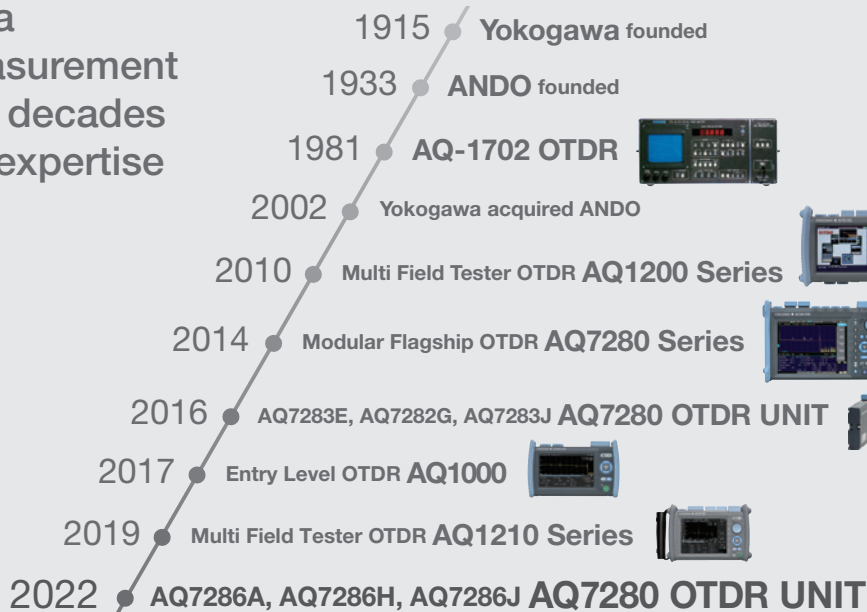 a
asurement
decades
expertise
1915 Yokogawa founded
1933 ANDO founded
1981 AQ-1702 OTDR
2002 Yokogawa acquired ANDO
2010 Multi Field Tester OTDR AQ1200 Series
2014 Modular Flagship OTDR AQ7280 Series
2016 AQ7283E, AQ7282G, AQ7283J AQ7280 OTDR UNIT
2017 Entry Level OTDR AQ1000
2019 Multi Field Tester OTDR AQ1210 Series
2022 AQ7286A, AQ7286H, AQ7286J AQ7280 OTDR UNIT